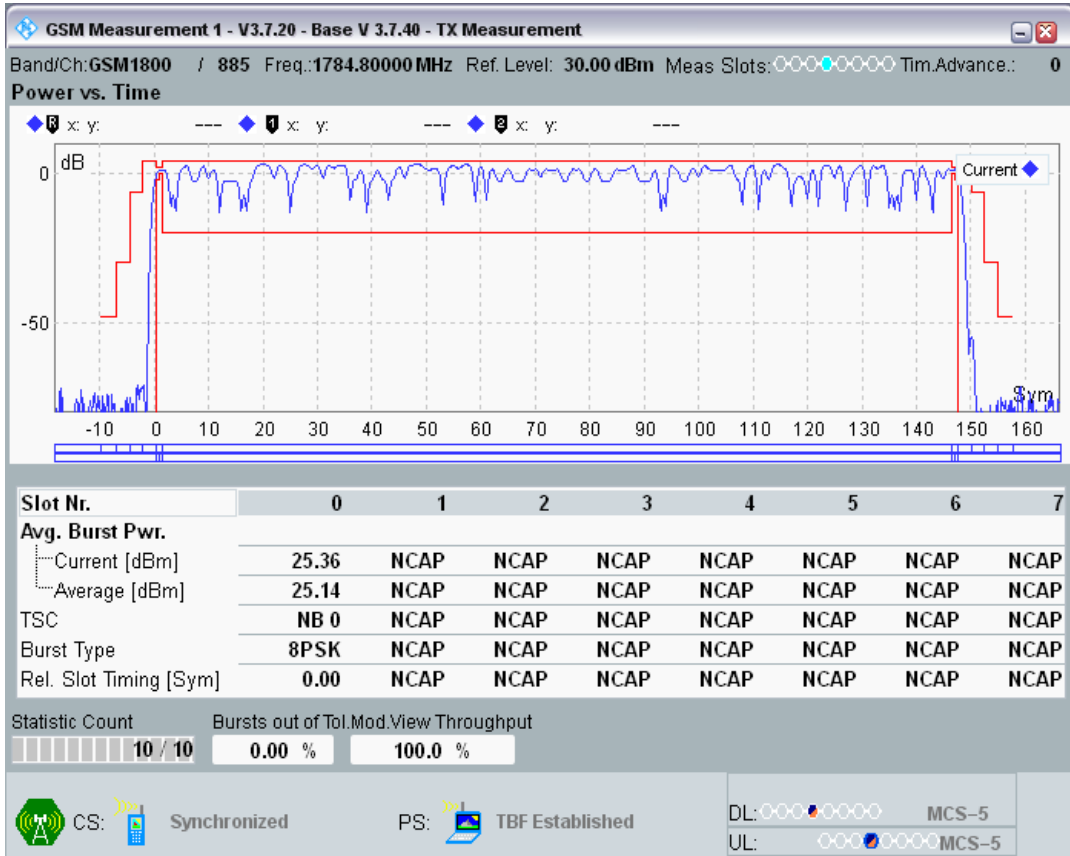 GSM Measurement 1 - V3.7.20 - Base V 3.7.40 - TX Measurement
Band/Ch:GSM1800 / 885 Freq.:1784.80000 MHz Ref. Level: 30.00 dBm Meas Slots: Tim.Advance.: 0
Power vs. Time
R x: y: --- 1 x: y: --- 2 x: y: ---
dB
0
Current
-50
Sym
-10 0 10 20 30 40 50 60 70 80 90 100 110 120 130 140 150 160
Slot Nr. 0 1 2 3 4 5 6 7
Avg. Burst Pwr.
Current [dBm] 25.36 NCAP NCAP NCAP NCAP NCAP NCAP NCAP
Average [dBm] 25.14 NCAP NCAP NCAP NCAP NCAP NCAP NCAP
TSC NB 0 NCAP NCAP NCAP NCAP NCAP NCAP NCAP
Burst Type 8PSK NCAP NCAP NCAP NCAP NCAP NCAP NCAP
Rel. Slot Timing [Sym] 0.00 NCAP NCAP NCAP NCAP NCAP NCAP NCAP
Statistic Count Bursts out of Tol.Mod.View Throughput
10 / 10 0.00 % 100.0 %
CS: Synchronized PS: TBF Established
DL: MCS-5
UL: MCS-5